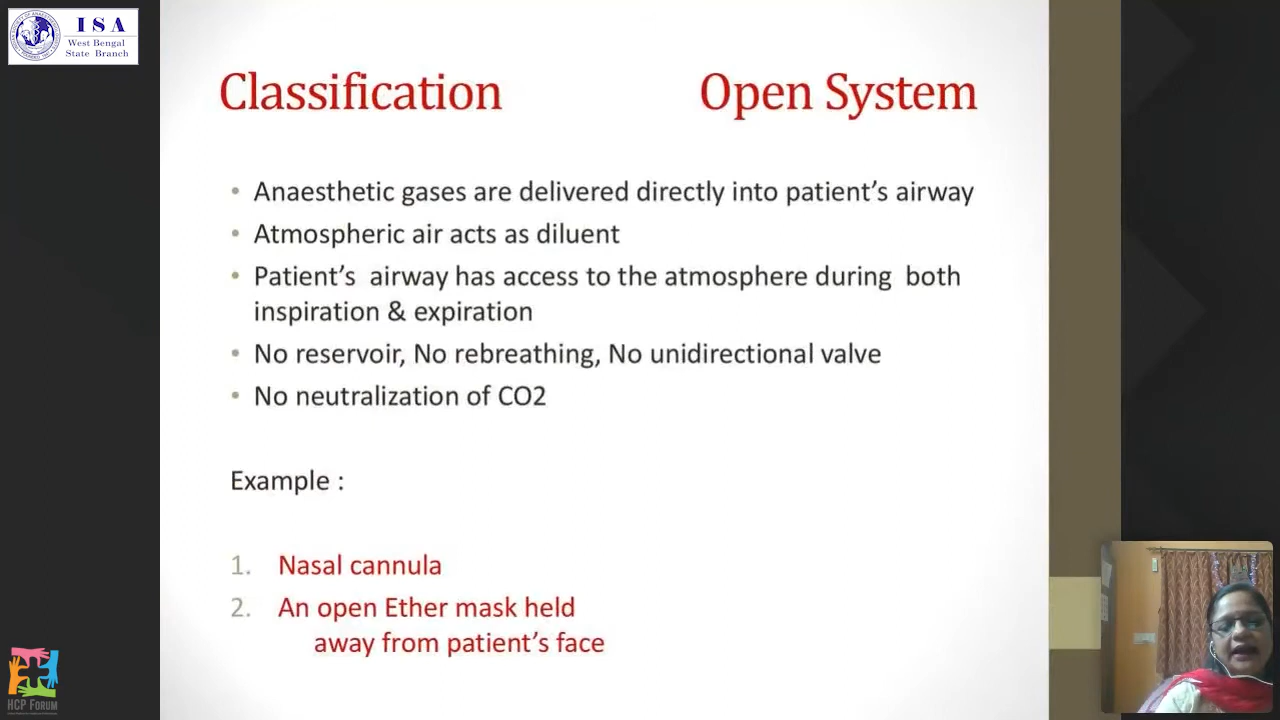 I S A
West Bengal
State Branch
Classification Open System
• Anaesthetic gases are delivered directly into patient’s airway
• Atmospheric air acts as diluent
• Patient’s airway has access to the atmosphere during both
inspiration & expiration
• No reservoir, No rebreathing, No unidirectional valve
• No neutralization of CO2
Example :
1. Nasal cannula
2. An open Ether mask held
away from patient’s face
HCP FORUM